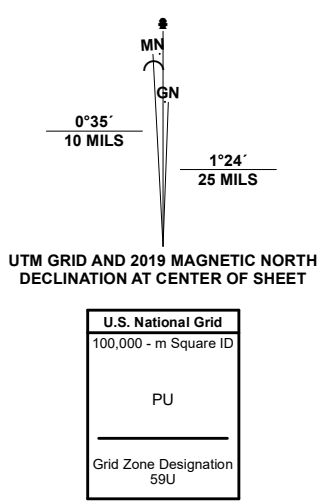 MN
GN
0°35´
10 MILS
1°24´
25 MILS
UTM GRID AND 2019 MAGNETIC NORTH
DECLINATION AT CENTER OF SHEET
U.S. National Grid
100,000 - m Square ID
PU
Grid Zone Designation
59U